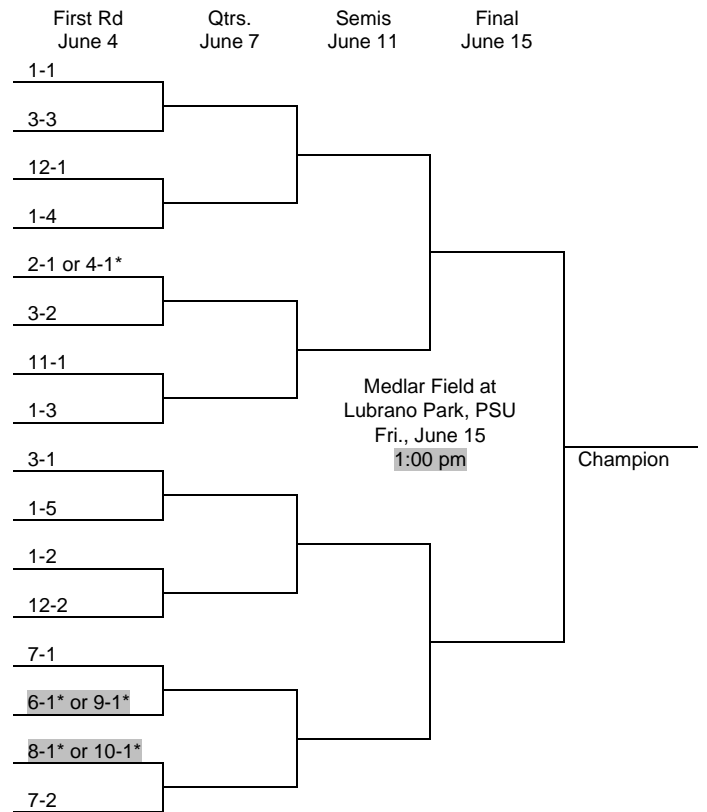 First Rd Qtrs. Semis Final
June 4 June 7 June 11 June 15
1-1
3-3
12-1
1-4
2-1 or 4-1*
3-2
11-1
1-3
Medlar Field at
Lubrano Park, PSU
Fri., June 15
1:00 pm
Champion
3-1
1-5
1-2
12-2
7-1
6-1* or 9-1*
8-1* or 10-1*
7-2